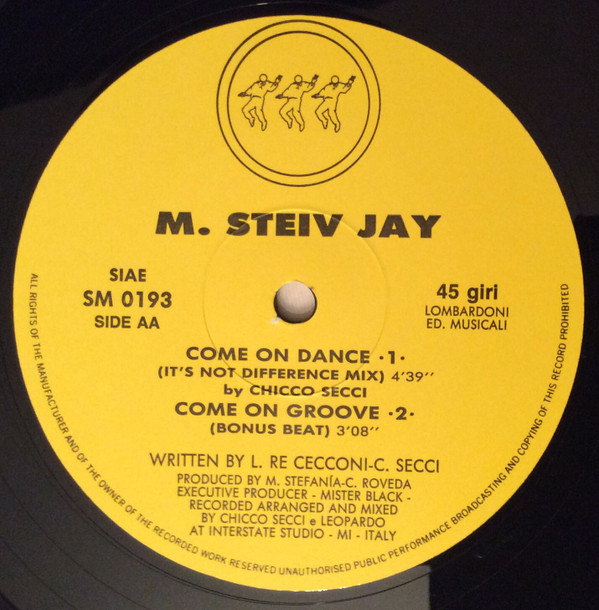 M. STEIV JAY
SIAE
SM 0193
SIDE AA
45 giri
LOMBARDONI
ED. MUSICALI
COME ON DANCE ·1·
(IT'S NOT DIFFERENCE MIX) 4'39''
by CHICCO SECCI
COME ON GROOVE ·2·
(BONUS BEAT) 3'08''
WRITTEN BY L. RE CECCONI-C. SECCI
PRODUCED BY M. STEFANÍA-C. ROVEDA
EXECUTIVE PRODUCER - MISTER BLACK -
RECORDED ARRANGED AND MIXED
BY CHICCO SECCI e LEOPARDO
AT INTERSTATE STUDIO - MI - ITALY
ALL RIGHTS OF THE MANUFACTURER AND OF THE OWNER OF THE RECORDED WORK RESERVED UNAUTHORISED PUBLIC PERFORMANCE BROADCASTING AND COPYING OF THIS RECORD PROHIBITED